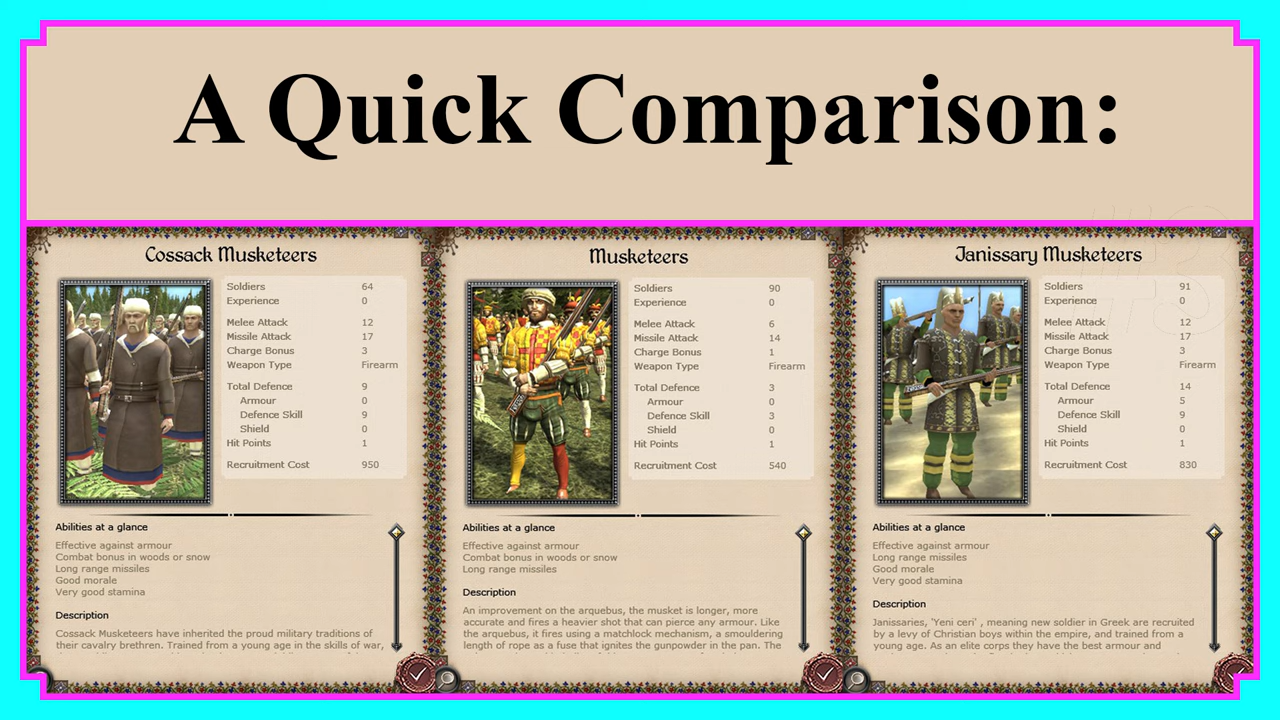 A Quick Comparison:
Cossack Musketeers
Soldiers 64
Experience 0
Melee Attack 12
Missile Attack 17
Charge Bonus 3
Weapon Type Firearm
Total Defence 9
Armour 0
Defence Skill 9
Shield 0
Hit Points 1
Recruitment Cost 950
Abilities at a glance
Effective against armour
Combat bonus in woods or snow
Long range missiles
Good morale
Very good stamina
Description
Cossack Musketeers have inherited the proud military traditions of
their cavalry brethren. Trained from a young age in the skills of war,
Musketeers
Soldiers 90
Experience 0
Melee Attack 6
Missile Attack 14
Charge Bonus 1
Weapon Type Firearm
Total Defence 3
Armour 0
Defence Skill 3
Shield 0
Hit Points 1
Recruitment Cost 540
Abilities at a glance
Effective against armour
Combat bonus in woods or snow
Long range missiles
Description
An improvement on the arquebus, the musket is longer, more
accurate and fires a heavier shot that can pierce any armour. Like
the arquebus, it fires using a matchlock mechanism, a smouldering
length of rope as a fuse that ignites the gunpowder in the pan. The
Janissary Musketeers
Soldiers 91
Experience 0
Melee Attack 12
Missile Attack 17
Charge Bonus 3
Weapon Type Firearm
Total Defence 14
Armour 5
Defence Skill 9
Shield 0
Hit Points 1
Recruitment Cost 830
Abilities at a glance
Effective against armour
Long range missiles
Good morale
Very good stamina
Description
Janissaries, `Yeni ceri` , meaning new soldier in Greek are recruited
by a levy of Christian boys within the empire, and trained from a
young age. As an elite corps they have the best armour and